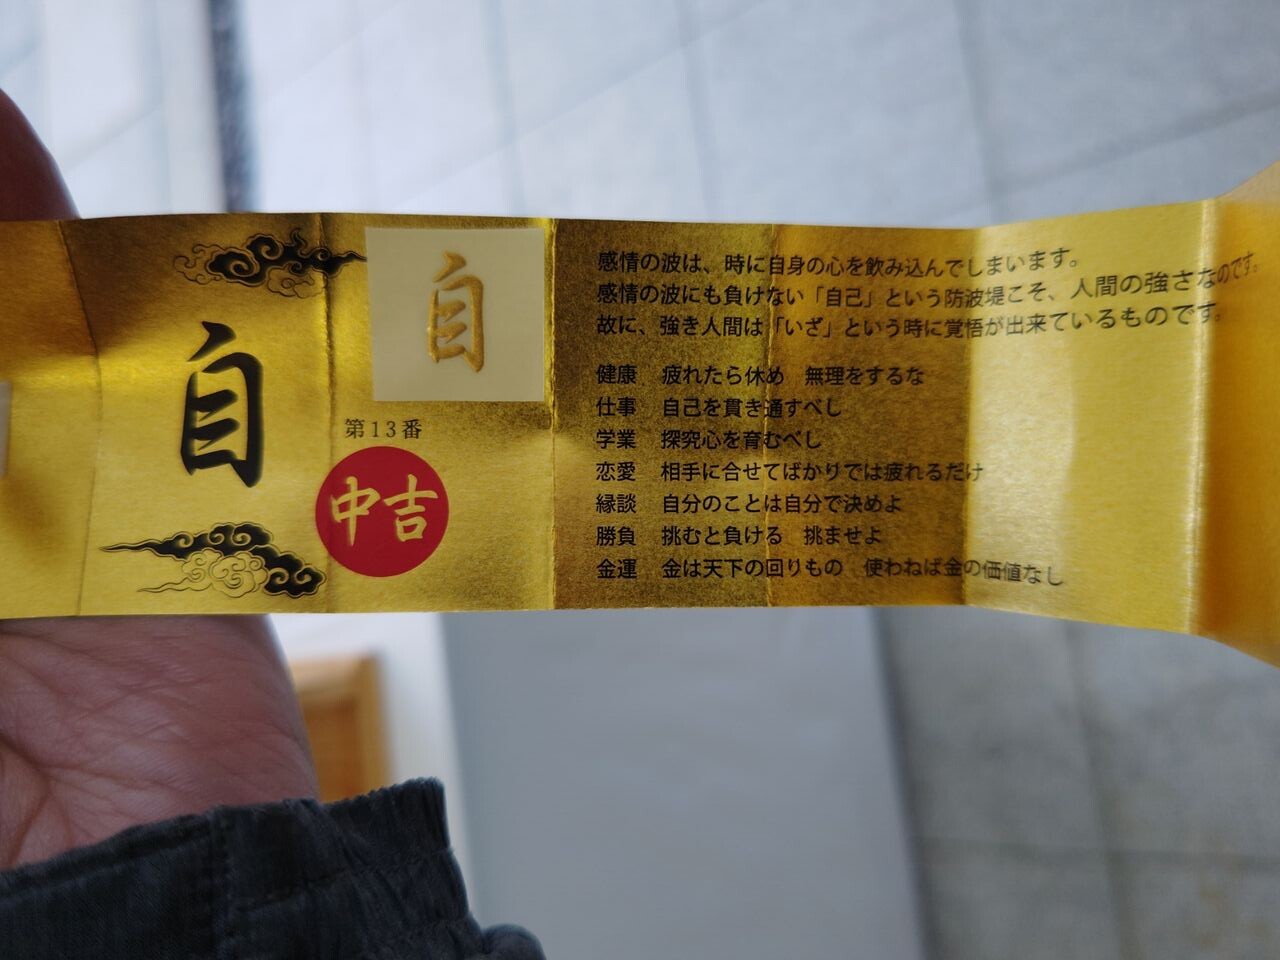 自
自
第13番
中吉
感情の波は、時に自身の心を飲み込んでしまいます。
感情の波にも負けない「自己」という防波堤こそ、人間の強さなのです。
故に、強き人間は「いざ」という時に覚悟が出来ているものです。
健康　疲れたら休め　無理をするな
仕事　自己を貫き通すべし
学業　探究心を育むべし
恋愛　相手に合せてばかりでは疲れるだけ
縁談　自分のことは自分で決めよ
勝負　挑むと負ける　挑ませよ
金運　金は天下の回りもの　使わねば金の価値なし